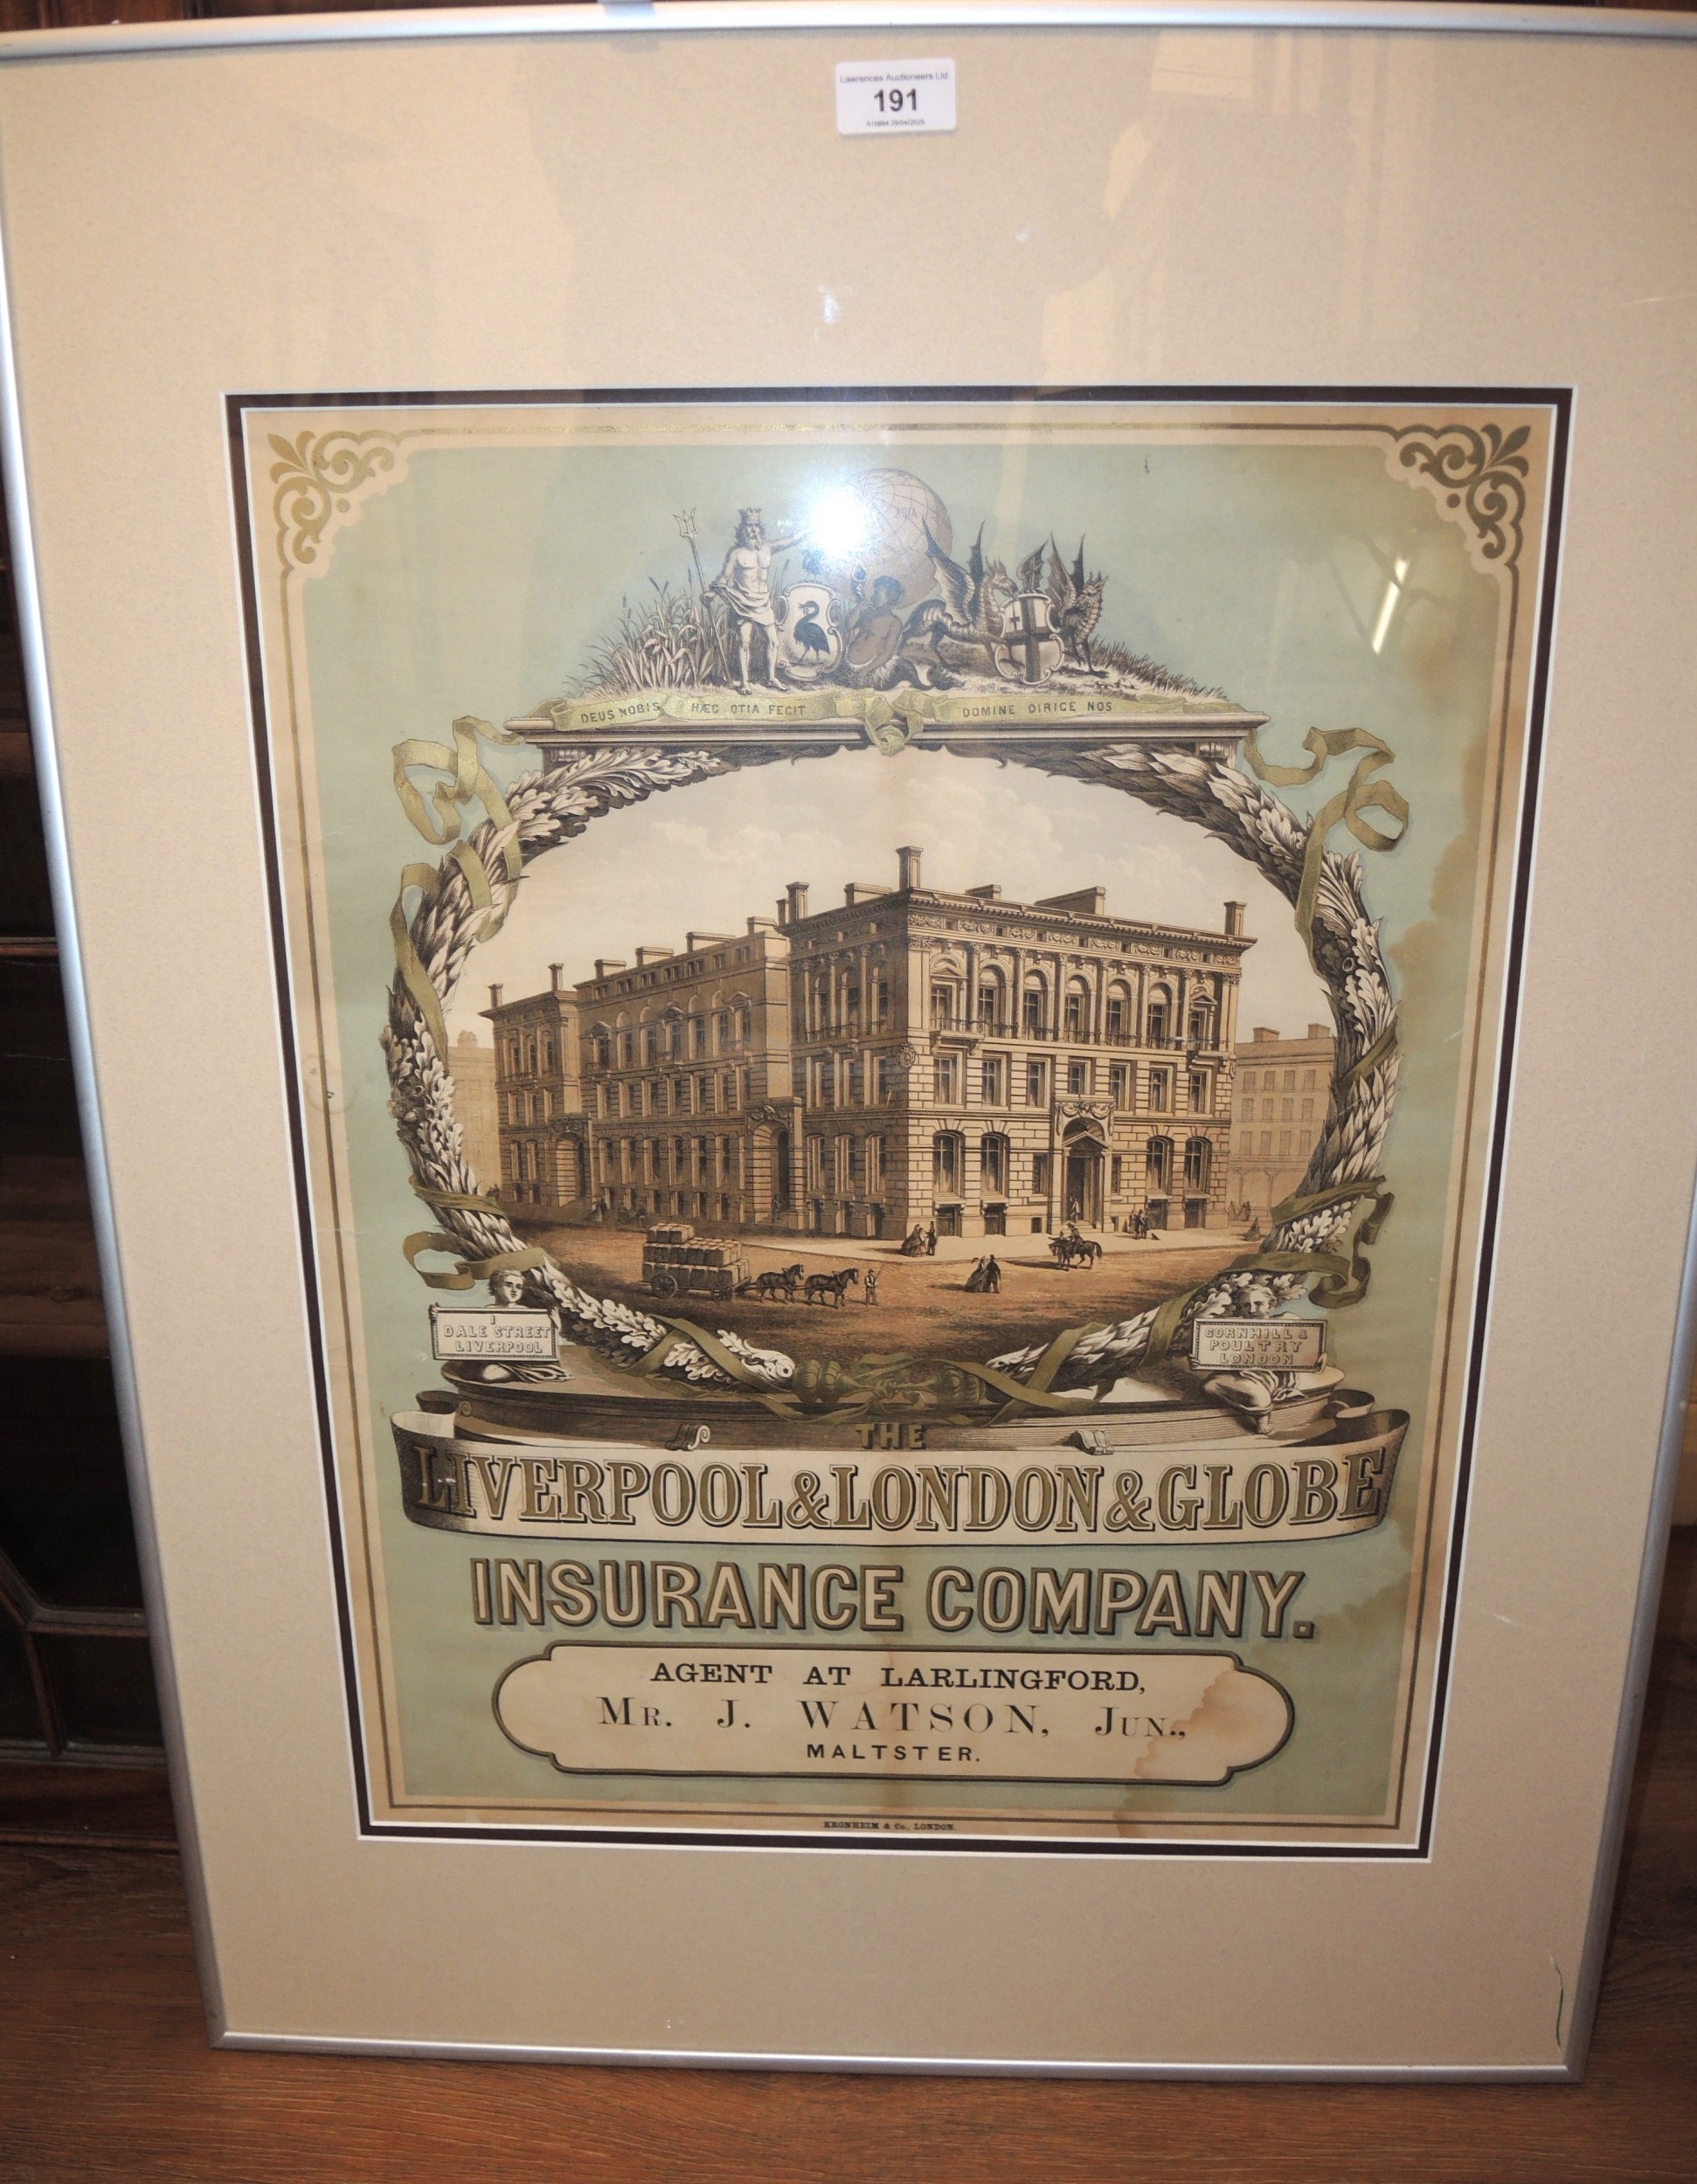 Lawrences Auctioneers Ltd
191
DEUS NOBIS HÆC OTIA FECIT DOMINE DIRIGE NOS
1
DALE STREET
LIVERPOOL
CORNHILL &
POULTRY
LONDON
THE
LIVERPOOL & LONDON & GLOBE
INSURANCE COMPANY.
AGENT AT LARLINGFORD,
MR. J. WATSON, JUN.,
MALTSTER.
KRONHEIM & Co., LONDON.